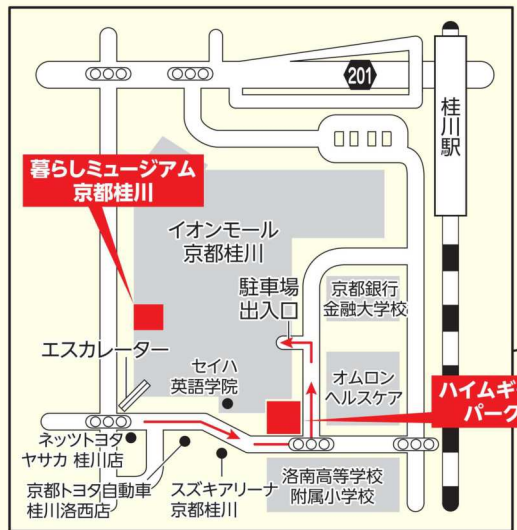 201
桂川駅
暮らしミュージアム
京都桂川
イオンモール
京都桂川
駐車場
出入口
京都銀行
金融大学校
エスカレーター
セイハ
英語学院
オムロン
ヘルスケア
ハイムギ
パーク
ネッツトヨタ
ヤサカ 桂川店
京都トヨタ自動車
桂川洛西店
スズキアリーナ
京都桂川
洛南高等学校
附属小学校